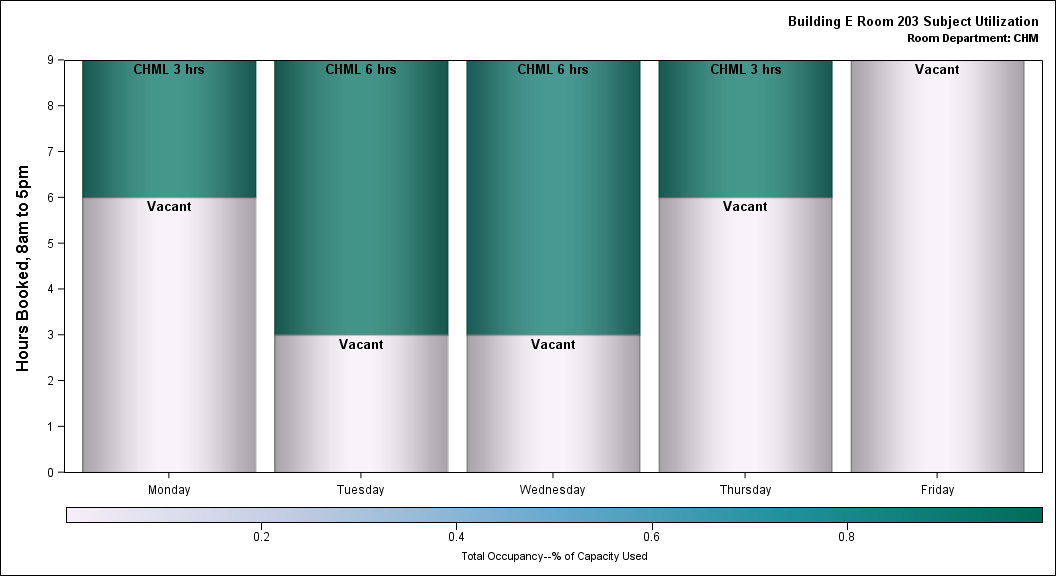 Building E Room 203 Subject Utilization
Room Department: CHM
Hours Booked, 8am to 5pm
9
8
7
6
5
4
3
2
1
0
CHML 3 hrs
Vacant
CHML 6 hrs
Vacant
CHML 6 hrs
Vacant
CHML 3 hrs
Vacant
Vacant
Monday Tuesday Wednesday Thursday Friday
0.2 0.4 0.6 0.8
Total Occupancy--% of Capacity Used